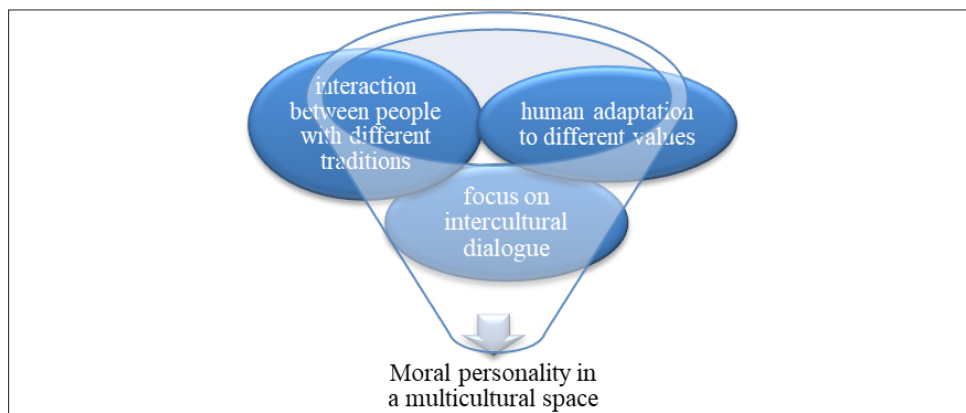 interaction
between people
with different
traditions
human adaptation
to different values
focus on
intercultural
dialogue
Moral personality in
a multicultural space